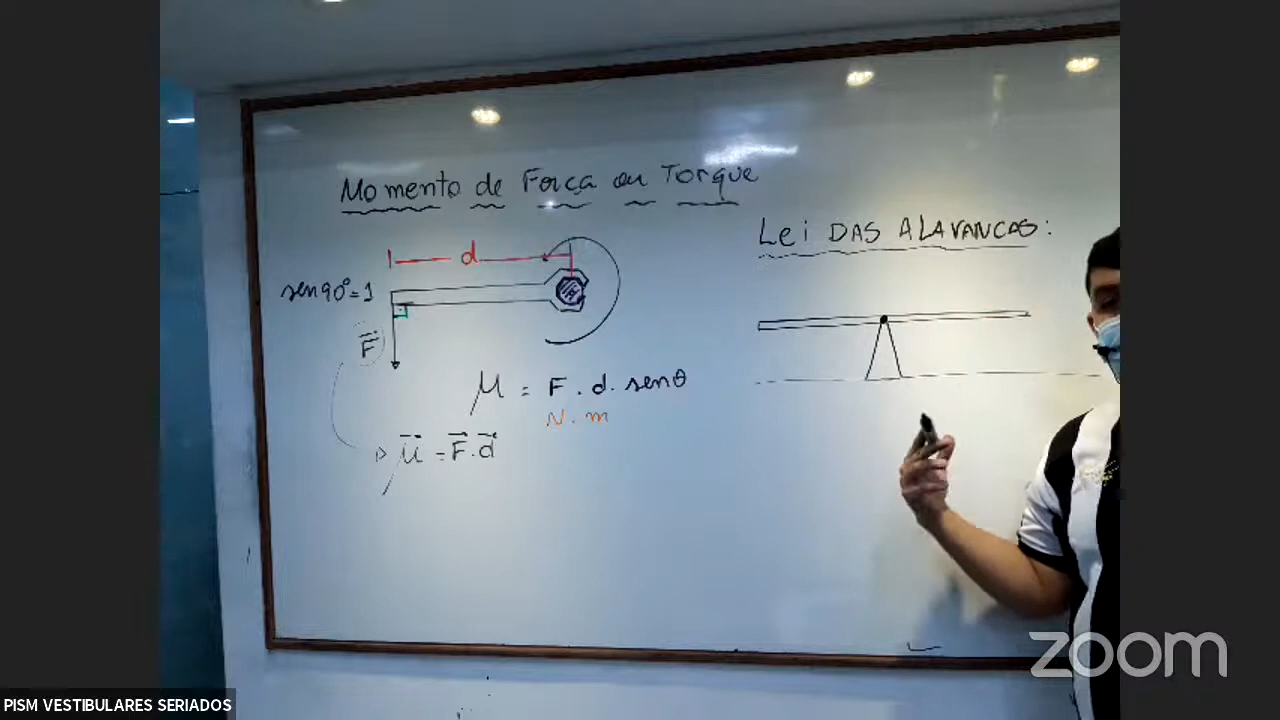 Momento de Força ou Torque
Lei DAS ALAVANCAS:
d
sen90°=1
F
M = F . d . senθ
N . m
M = F . d
zoom
PISM VESTIBULARES SERIADOS